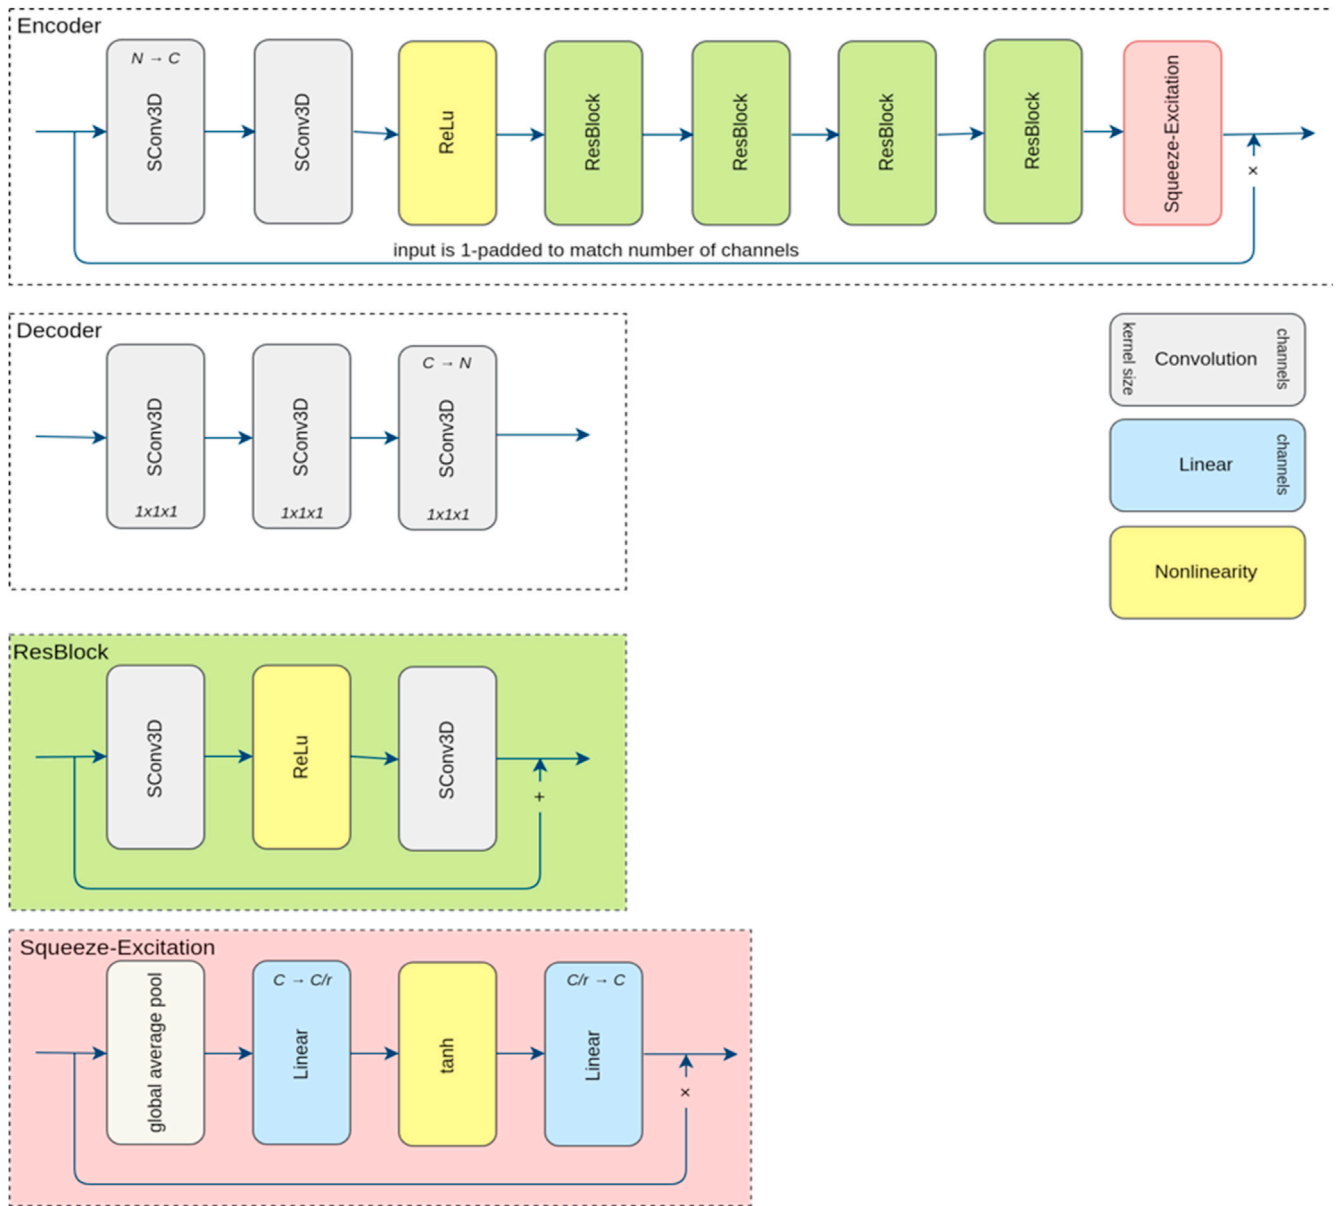 Encoder
N → C
SConv3D
SConv3D
ReLu
ResBlock
ResBlock
ResBlock
ResBlock
Squeeze-Excitation
×
input is 1-padded to match number of channels
Decoder
SConv3D
1x1x1
SConv3D
1x1x1
C → N
SConv3D
1x1x1
kernel size
Convolution
channels
Linear
channels
Nonlinearity
ResBlock
SConv3D
ReLu
SConv3D
+
Squeeze-Excitation
global average pool
C → C/r
Linear
tanh
C/r → C
Linear
×